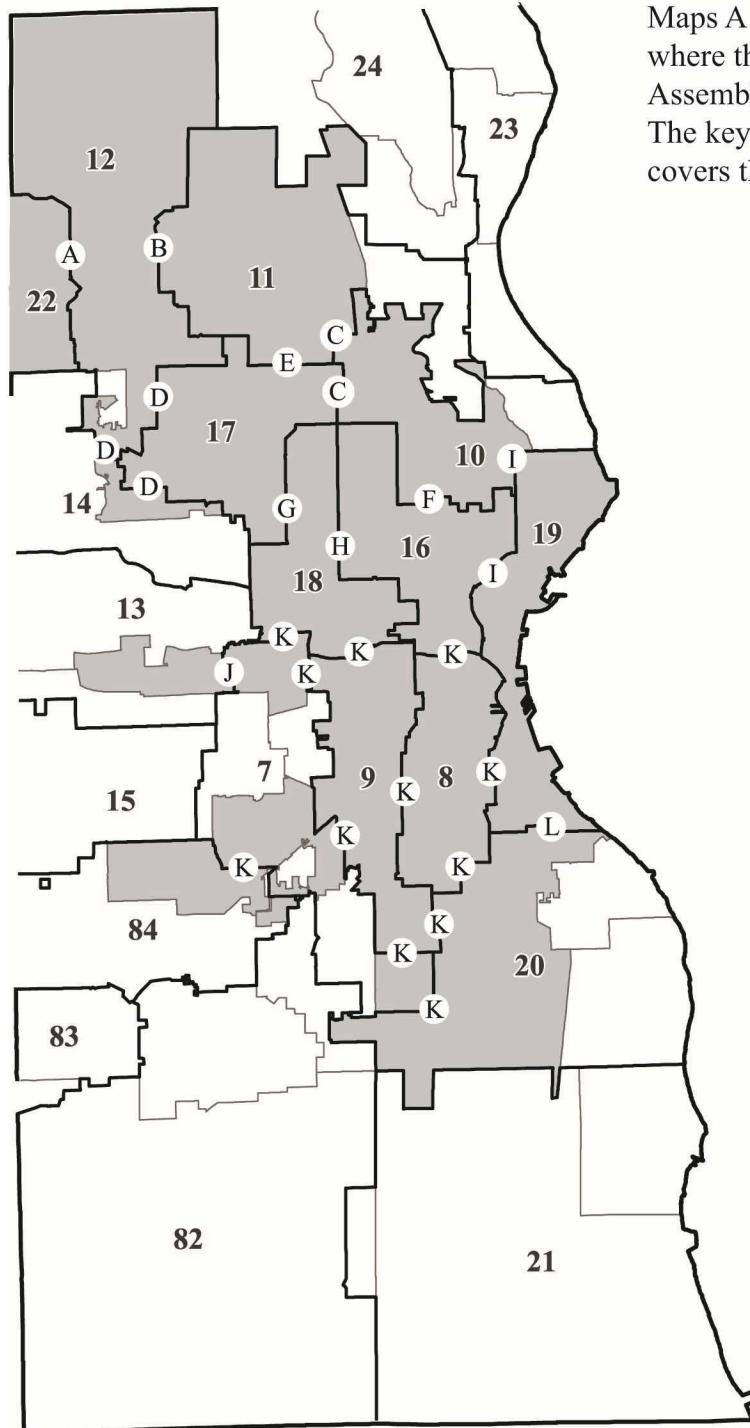 Maps A
where th
Assemb
The key
covers th
24
23
12
A
B
22
11
C
E
C
D
17
10
D
I
D
14
G
F
19
H
16
18
I
13
K
K
K
J
K
7
9
8
K
K
15
L
K
K
K
84
K
K
20
K
83
82
21